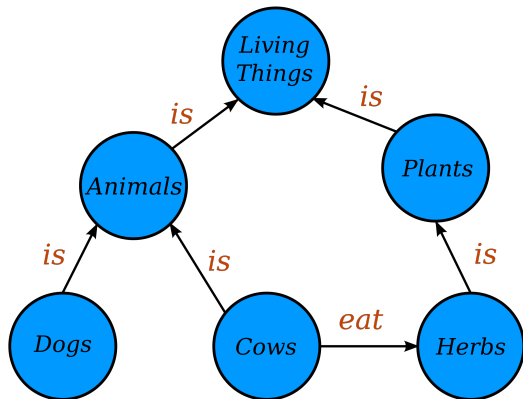 Living
Things
is
is
Animals
Plants
is
is
is
eat
Dogs
Cows
Herbs